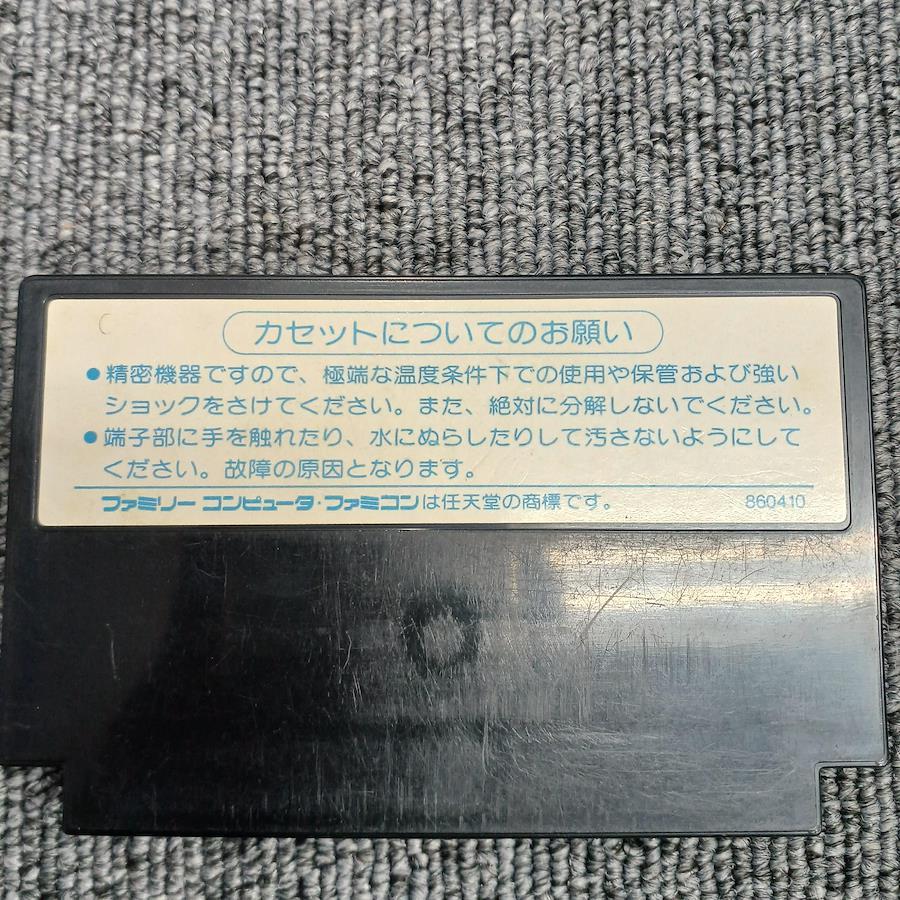 カセットについてのお願い
●精密機器ですので、極端な温度条件下での使用や保管および強い
ショックをさけてください。また、絶対に分解しないでください。
●端子部に手を触れたり、水にぬらしたりして汚さないようにして
ください。故障の原因となります。
ファミリー コンピュータ・ファミコンは任天堂の商標です。 860410